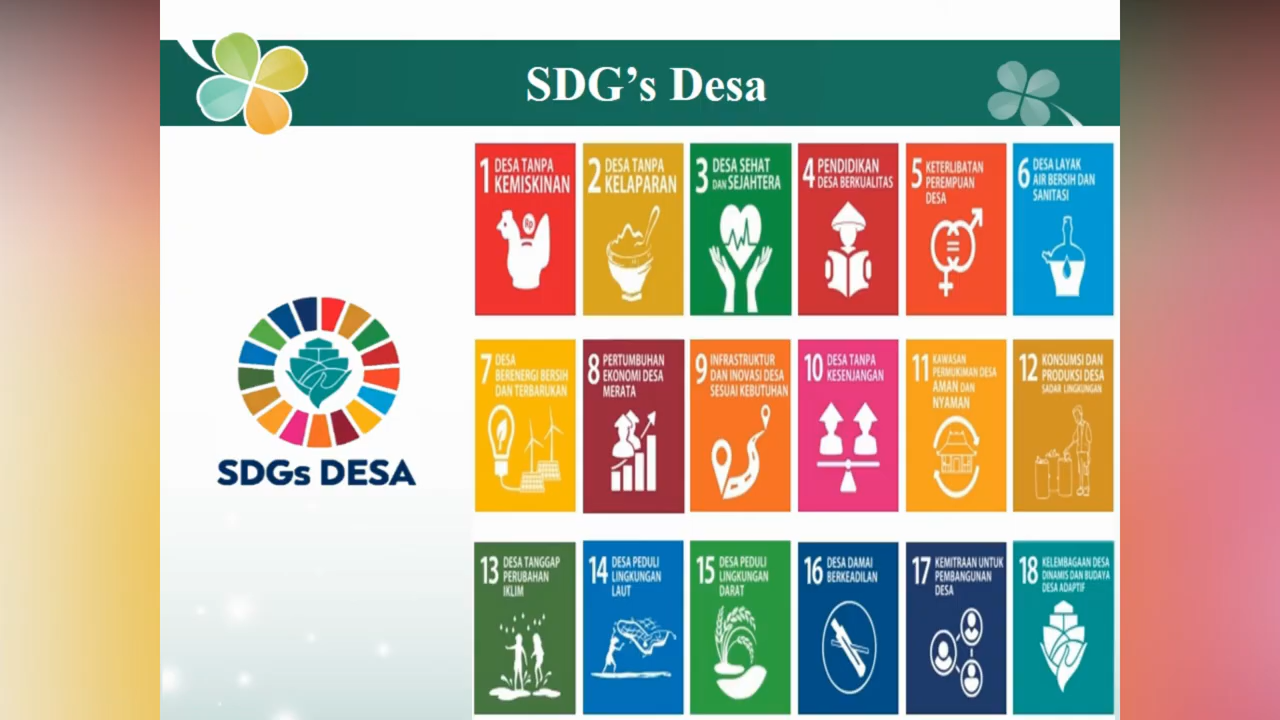 SDG's Desa
SDGs DESA
1 DESA TANPA
KEMISKINAN
Rp
2 DESA TANPA
KELAPARAN
3 DESA SEHAT
DAN SEJAHTERA
4 PENDIDIKAN
DESA BERKUALITAS
5 KETERLIBATAN
PEREMPUAN
DESA
6 DESA LAYAK
AIR BERSIH DAN
SANITASI
7 DESA
BERENERGI BERSIH
DAN TERBARUKAN
8 PERTUMBUHAN
EKONOMI DESA
MERATA
9 INFRASTRUKTUR
DAN INOVASI DESA
SESUAI KEBUTUHAN
10 DESA TANPA
KESENJANGAN
11 KAWASAN
PERMUKIMAN DESA
AMAN DAN
NYAMAN
12 KONSUMSI DAN
PRODUKSI DESA
SADAR LINGKUNGAN
13 DESA TANGGAP
PERUBAHAN
IKLIM
14 DESA PEDULI
LINGKUNGAN
LAUT
15 DESA PEDULI
LINGKUNGAN
DARAT
16 DESA DAMAI
BERKEADILAN
17 KEMITRAAN UNTUK
PEMBANGUNAN
DESA
18 KELEMBAGAAN DESA
DINAMIS DAN BUDAYA
DESA ADAPTIF